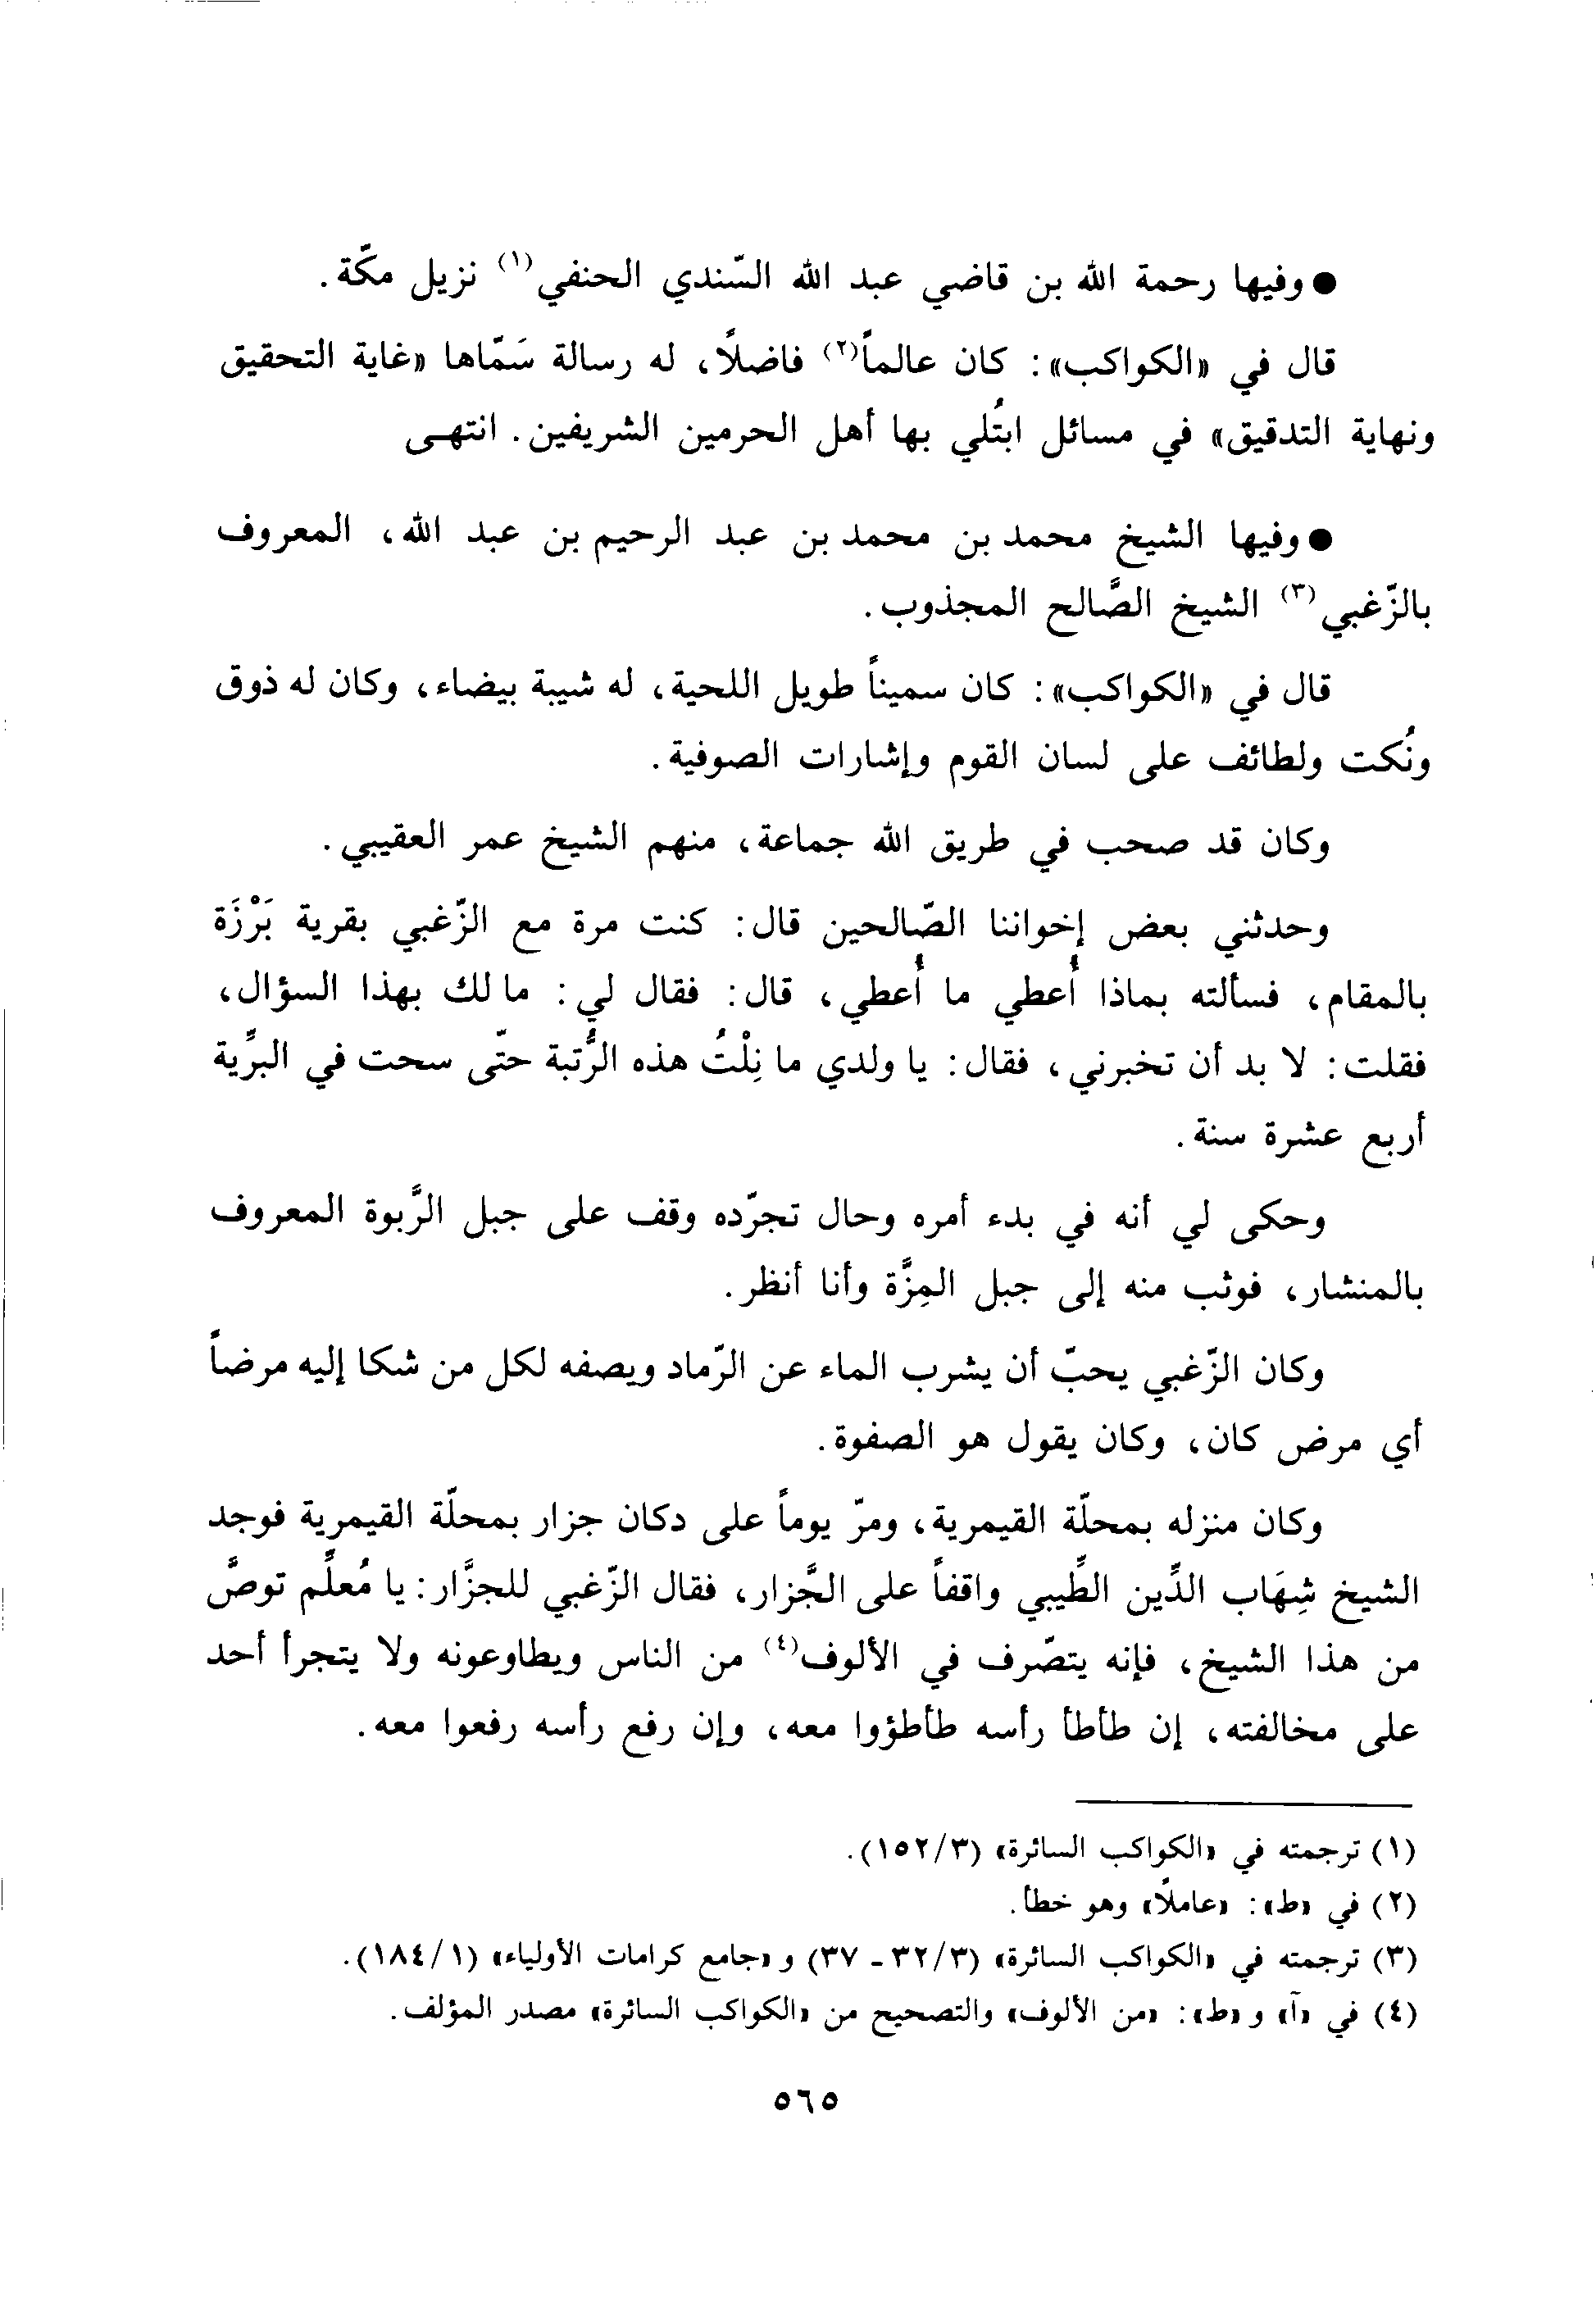 ● وفيها رحمة الله بن قاضي عبد الله السّندي الحنفي(١) نزيل مكّة.
قال في «الكواكب»: كان عالماً(٢) فاضلاً، له رسالة سَمّاها «غاية التحقيق
ونهاية التدقيق» في مسائل ابتُلي بها أهل الحرمين الشريفين. انتهـى
● وفيها الشيخ محمد بن محمد بن عبد الرحيم بن عبد الله، المعروف
بالزّغبي(٣) الشيخ الصَّالح المجذوب.
قال في «الكواكب»: كان سميناً طويل اللحية، له شيبة بيضاء، وكان له ذوق
ونُكت ولطائف على لسان القوم وإشارات الصوفية.
وكان قد صحب في طريق الله جماعة، منهم الشيخ عمر العقيبي.
وحدثني بعض إخواننا الصّالحين قال: كنت مرة مع الزّغبي بقرية بَرْزَة
بالمقام، فسألته بماذا أُعطي ما أُعطي، قال: فقال لي: ما لك بهذا السؤال،
فقلت: لا بد أن تخبرني، فقال: يا ولدي ما نِلْتُ هذه الرُّتبة حتّى سحت في البرِّية
أربع عشرة سنة.
وحكى لي أنه في بدء أمره وحال تجرّده وقف على جبل الرَّبوة المعروف
بالمنشار، فوثب منه إلى جبل المِزَّة وأنا أنظر.
وكان الزّغبي يحبّ أن يشرب الماء عن الرّماد ويصفه لكل من شكا إليه مرضاً
أي مرض كان، وكان يقول هو الصفوة.
وكان منزله بمحلّة القيمرية، ومرّ يوماً على دكان جزار بمحلّة القيمرية فوجد
الشيخ شِهَاب الدِّين الطِّيبي واقفاً على الجَّزار، فقال الزّغبي للجزَّار: يا مُعلِّم توصَّ
من هذا الشيخ، فإنه يتصّرف في الألوف(٤) من الناس ويطاوعونه ولا يتجرأ أحد
على مخالفته، إن طأطأ رأسه طأطؤوا معه، وإن رفع رأسه رفعوا معه.
(١) ترجمته في «الكواكب السائرة» (٣/١٥٢).
(٢) في «ط»: «عاملاً» وهو خطأ.
(٣) ترجمته في «الكواكب السائرة» (٣/٣٢ - ٣٧) و «جامع كرامات الأولياء» (١/١٨٤).
(٤) في «آ» و «ط»: «من الألوف» والتصحيح من «الكواكب السائرة» مصدر المؤلف.
٥٦٥